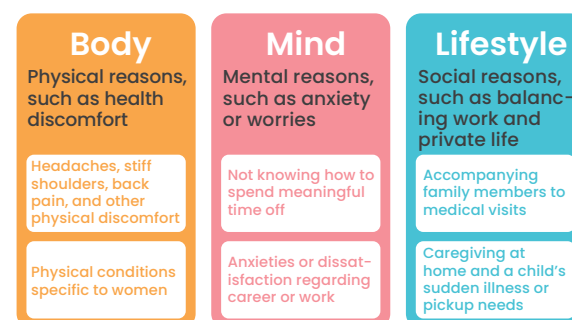 Body
Physical reasons,
such as health
discomfort
Headaches, stiff
shoulders, back
pain, and other
physical discomfort
Physical conditions
specific to women
Mind
Mental reasons,
such as anxiety
or worries
Not knowing how to
spend meaningful
time off
Anxieties or dissat-
isfaction regarding
career or work
Lifestyle
Social reasons,
such as balanc-
ing work and
private life
Accompanying
family members to
medical visits
Caregiving at
home and a child's
sudden illness or
pickup needs